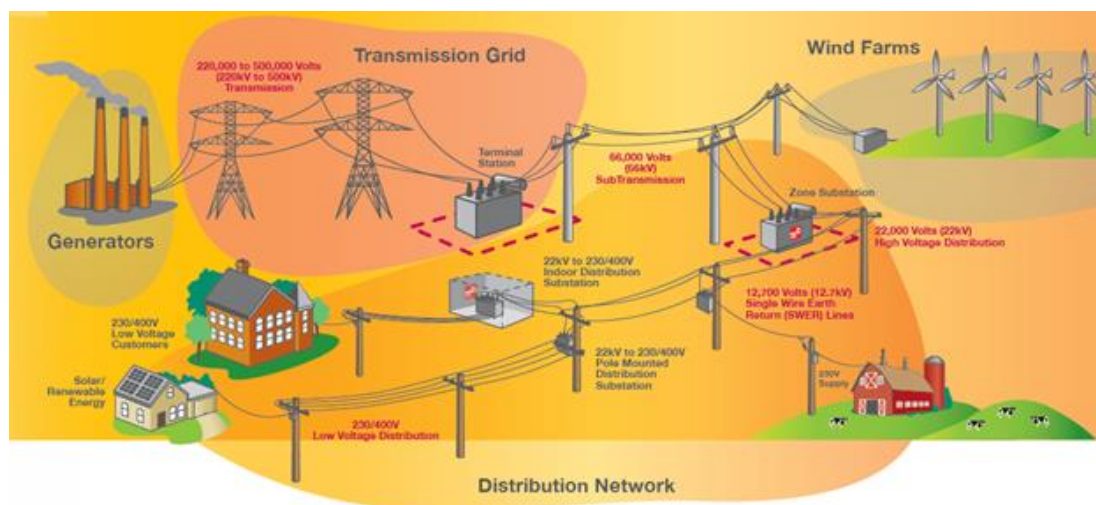 Transmission Grid
Wind Farms
220,000 to 500,000 Volts
(220kV to 500kV)
Transmission
Terminal
Station
66,000 Volts
(66kV)
SubTransmission
Zone Substation
Generators
22,000 Volts (22kV)
High Voltage Distribution
22kV to 230/400V
Indoor Distribution
Substation
12,700 Volts (12.7kV)
Single Wire Earth
Return (SWER) Lines
230/400V
Low Voltage
Customers
22kV to 230/400V
Pole Mounted
Distribution
Substation
230V
Supply
Solar/
Renewable
Energy
230/400V
Low Voltage Distribution
Distribution Network